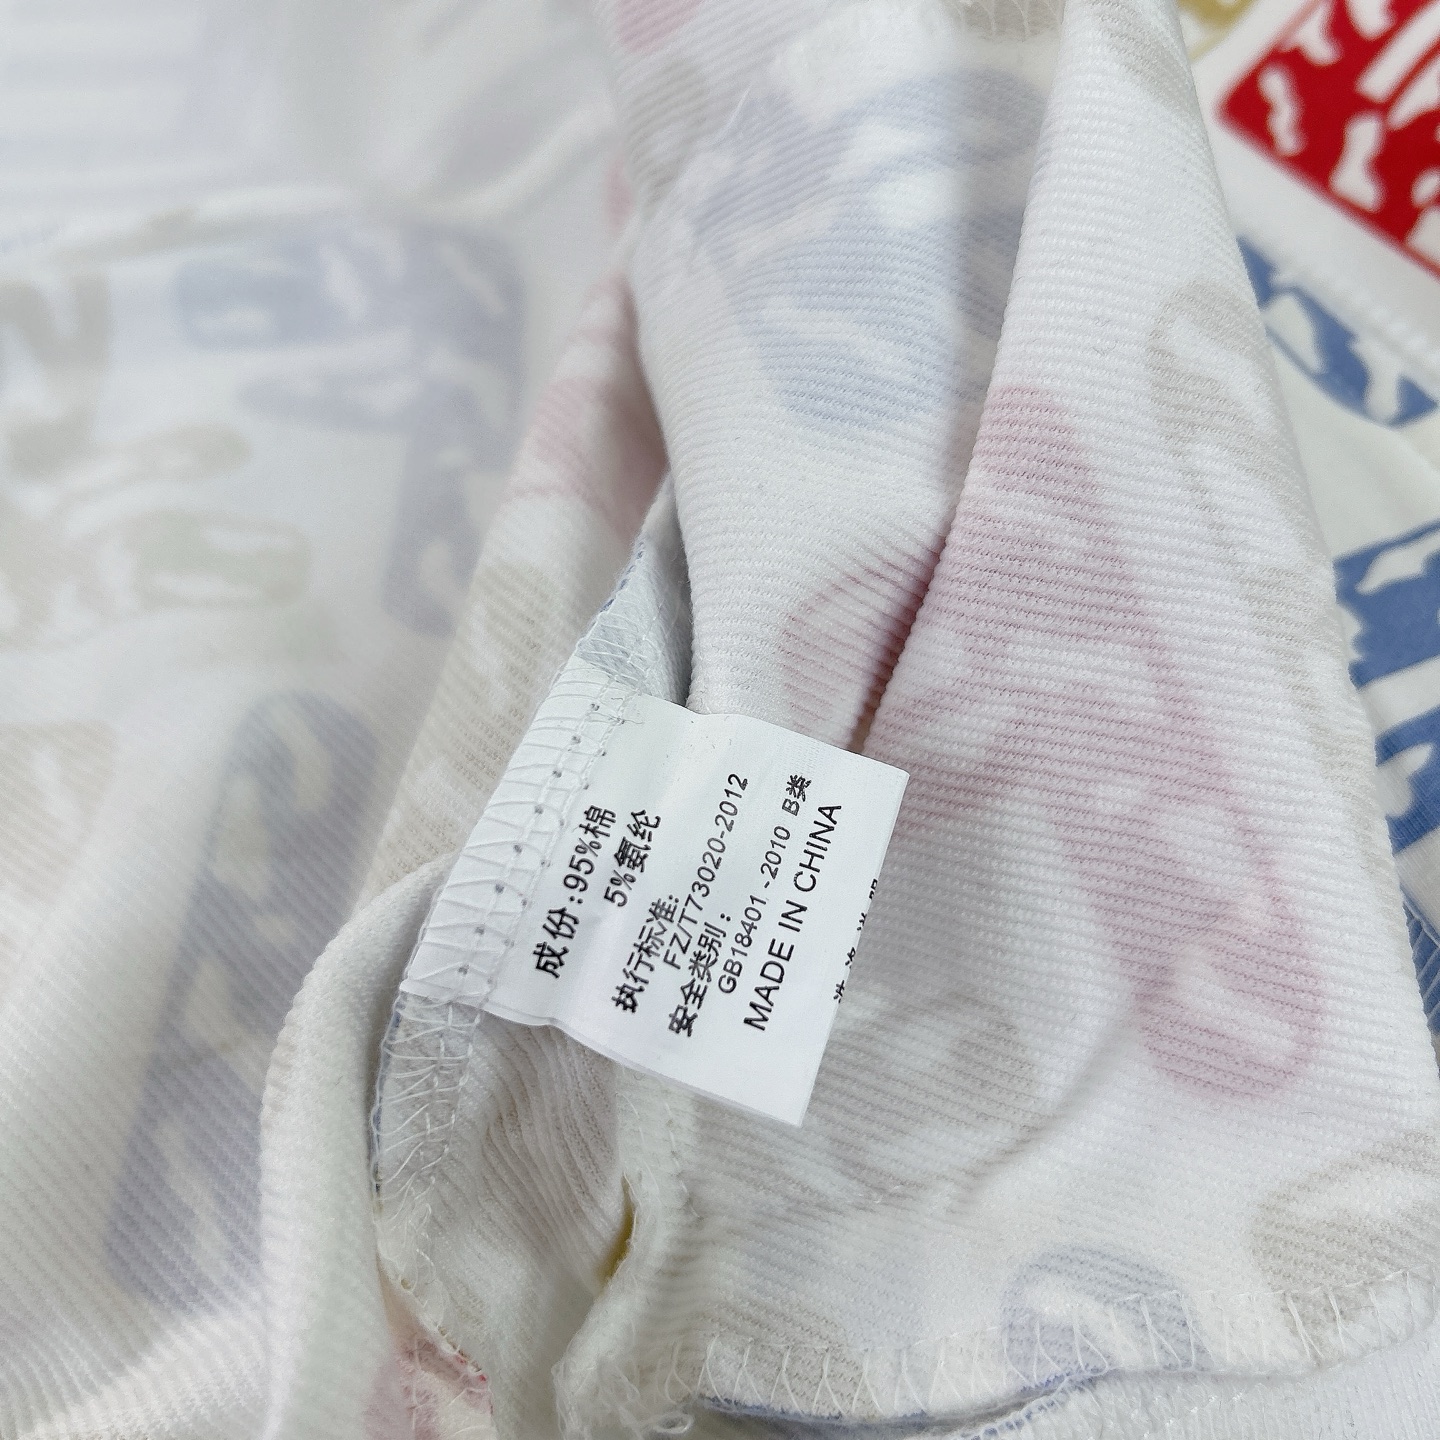 成份:95%棉
5%氨纶
执行标准:
FZ/T73020-2012
安全类别:
GB18401-2010 B类
MADE IN CHINA